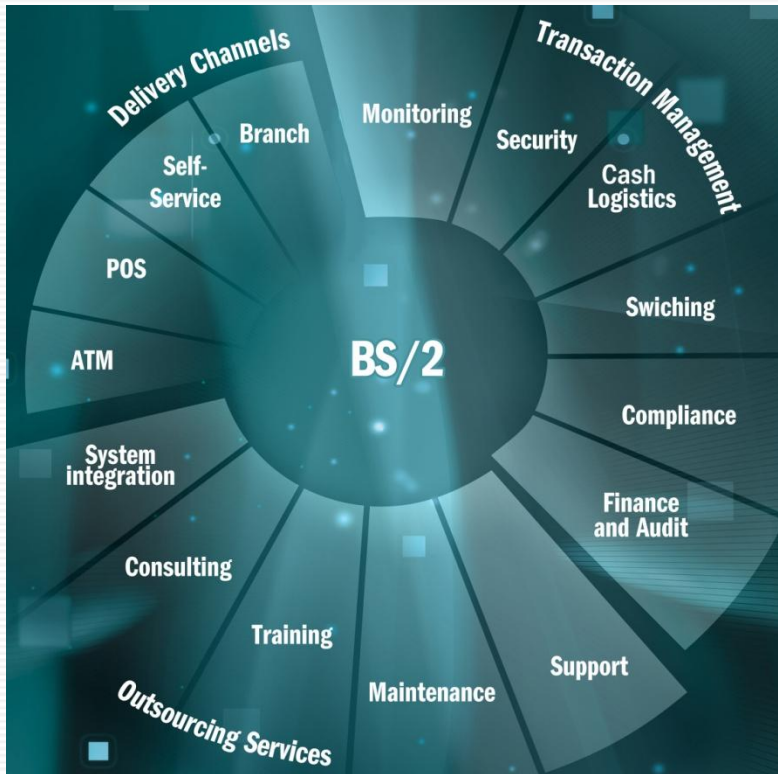 Delivery Channels
Branch
Self-
Service
POS
ATM
Transaction Management
Monitoring
Security
Cash
Logistics
Swiching
Compliance
Finance
and Audit
BS/2
System
integration
Consulting
Training
Maintenance
Support
Outsourcing Services